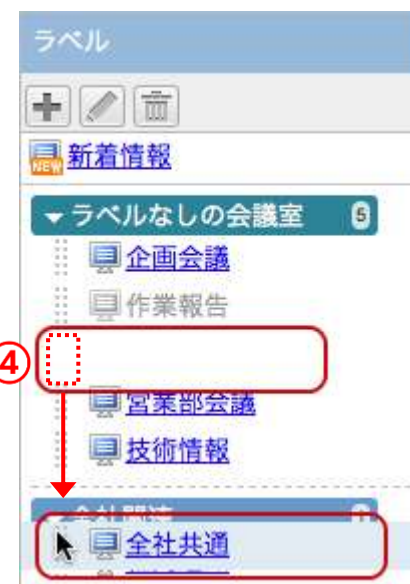 ラベル
新着情報
ラベルなしの会議室 5
企画会議
作業報告
④
営業部会議
技術情報
全社共通